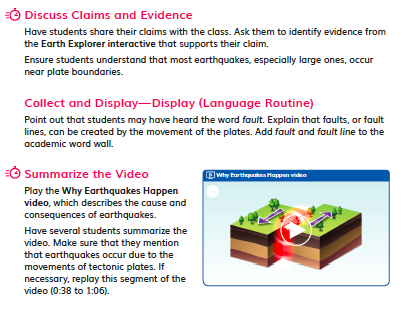 Discuss Claims and Evidence
Have students share their claims with the class. Ask them to identify evidence from
the Earth Explorer interactive that supports their claim.
Ensure students understand that most earthquakes, especially large ones, occur
near plate boundaries.
Collect and Display—Display (Language Routine)
Point out that students may have heard the word fault. Explain that faults, or fault
lines, can be created by the movement of the plates. Add fault and fault line to the
academic word wall.
Summarize the Video
Play the Why Earthquakes Happen
video, which describes the cause and
consequences of earthquakes.
Have several students summarize the
video. Make sure that they mention
that earthquakes occur due to the
movements of tectonic plates. If
necessary, replay this segment of the
video (0:38 to 1:06).
Why Earthquakes Happen video